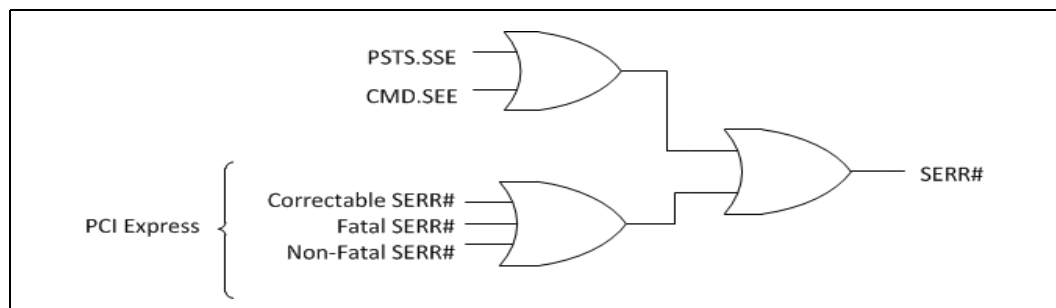 PSTS.SSE
CMD.SEE
SERR#
PCI Express
Correctable SERR#
Fatal SERR#
Non-Fatal SERR#